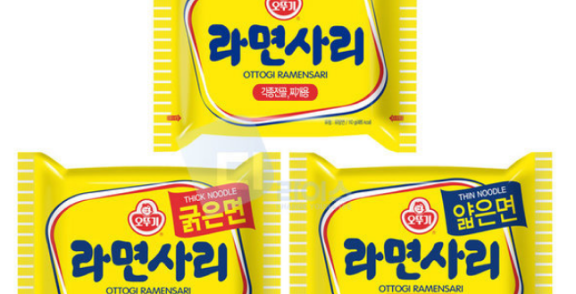 오뚜기
라면사리
OTTOGI RAMENSARI
각종전골, 찌개용
오뚜기
THICK NOODLE
굵은면
라면사리
OTTOGI RAMENSARI
오뚜기
THIN NOODLE
얇은면
라면사리
OTTOGI RAMENSARI